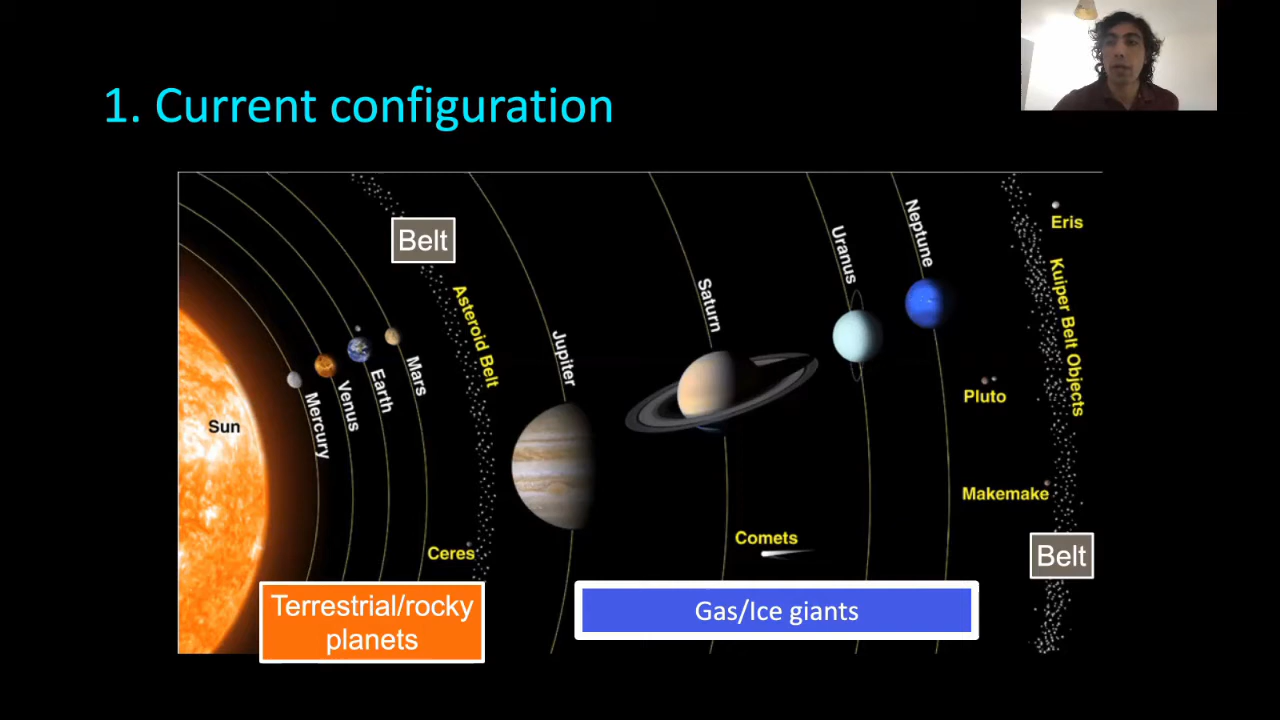 1. Current configuration
Belt
Sun
Mercury
Venus
Earth
Mars
Asteroid Belt
Ceres
Jupiter
Saturn
Comets
Uranus
Neptune
Pluto
Makemake
Eris
Kuiper Belt Objects
Belt
Terrestrial/rocky
planets
Gas/Ice giants